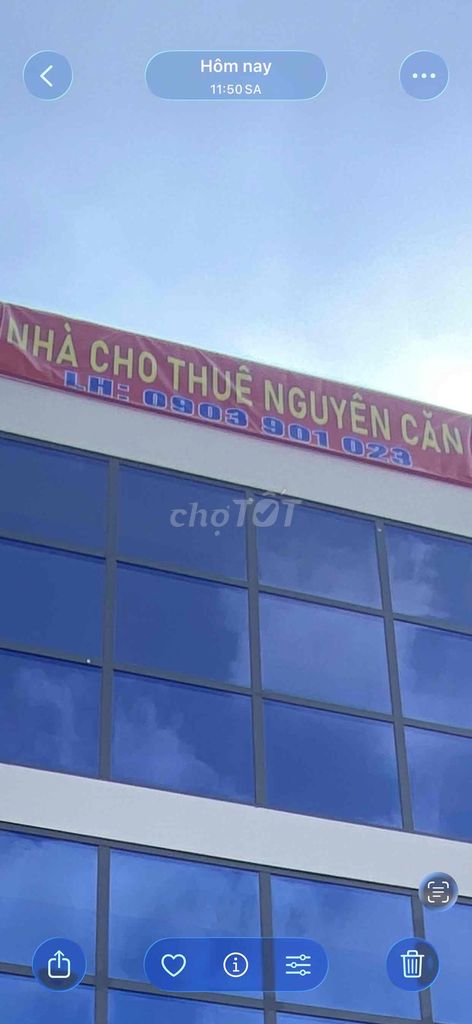 Hôm nay
11:50 SA
NHÀ CHO THUÊ NGUYÊN CĂN
LH: 0903 901 023
chợTỐT